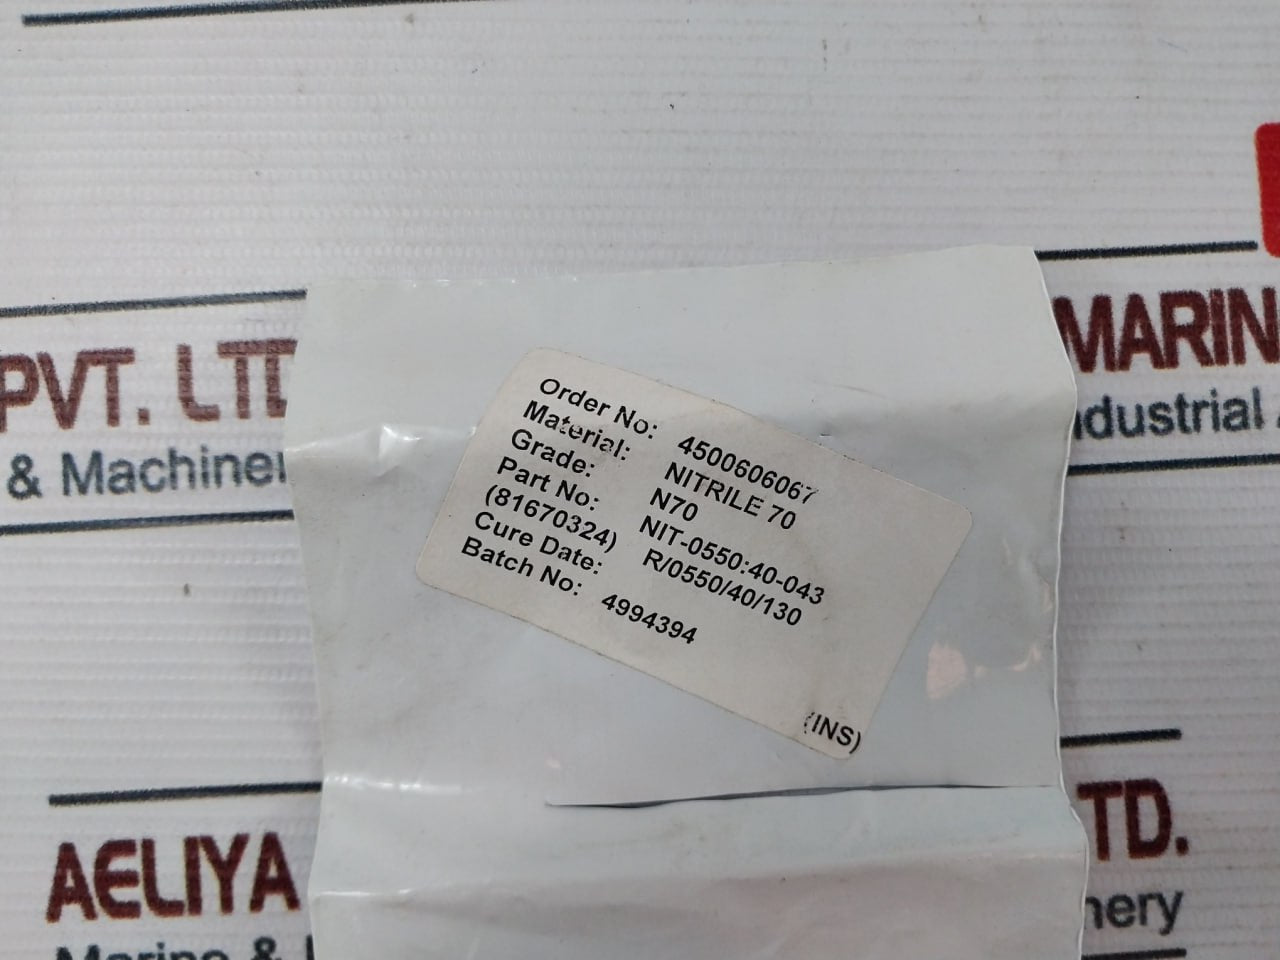 PVT. LTD
& Machiner
MARIN
ndustrial
Order No: 4500606067
Material: NITRILE 70
Grade: N70
Part No: NIT-0550:40-043
(81670324) R/0550/40/130
Cure Date:
Batch No: 4994394
(INS)
AELIYA
Marine &
TD.
nery